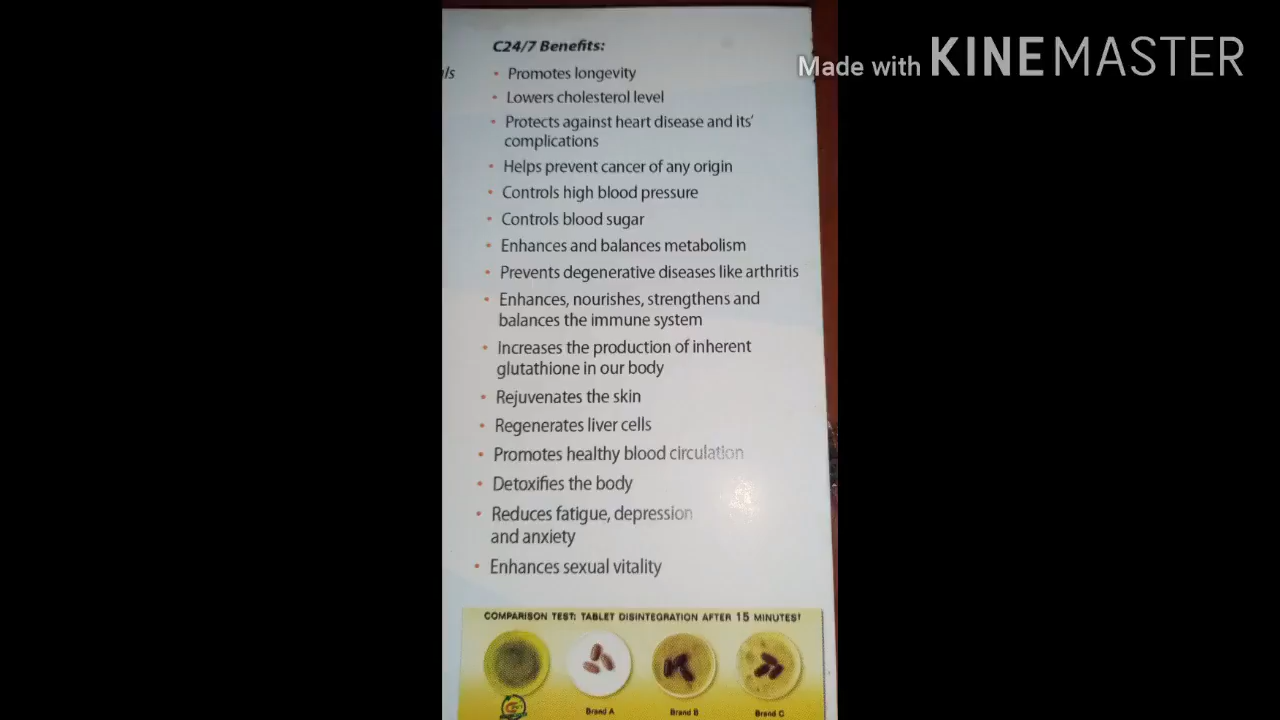 C24/7 Benefits:
Made with KINEMASTER
ls
• Promotes longevity
• Lowers cholesterol level
• Protects against heart disease and its'
complications
• Helps prevent cancer of any origin
• Controls high blood pressure
• Controls blood sugar
• Enhances and balances metabolism
• Prevents degenerative diseases like arthritis
• Enhances, nourishes, strengthens and
balances the immune system
• Increases the production of inherent
glutathione in our body
• Rejuvenates the skin
• Regenerates liver cells
• Promotes healthy blood circulation
• Detoxifies the body
• Reduces fatigue, depression
and anxiety
• Enhances sexual vitality
COMPARISON TEST: TABLET DISINTEGRATION AFTER 15 MINUTES!
Brand A
Brand B
Brand C